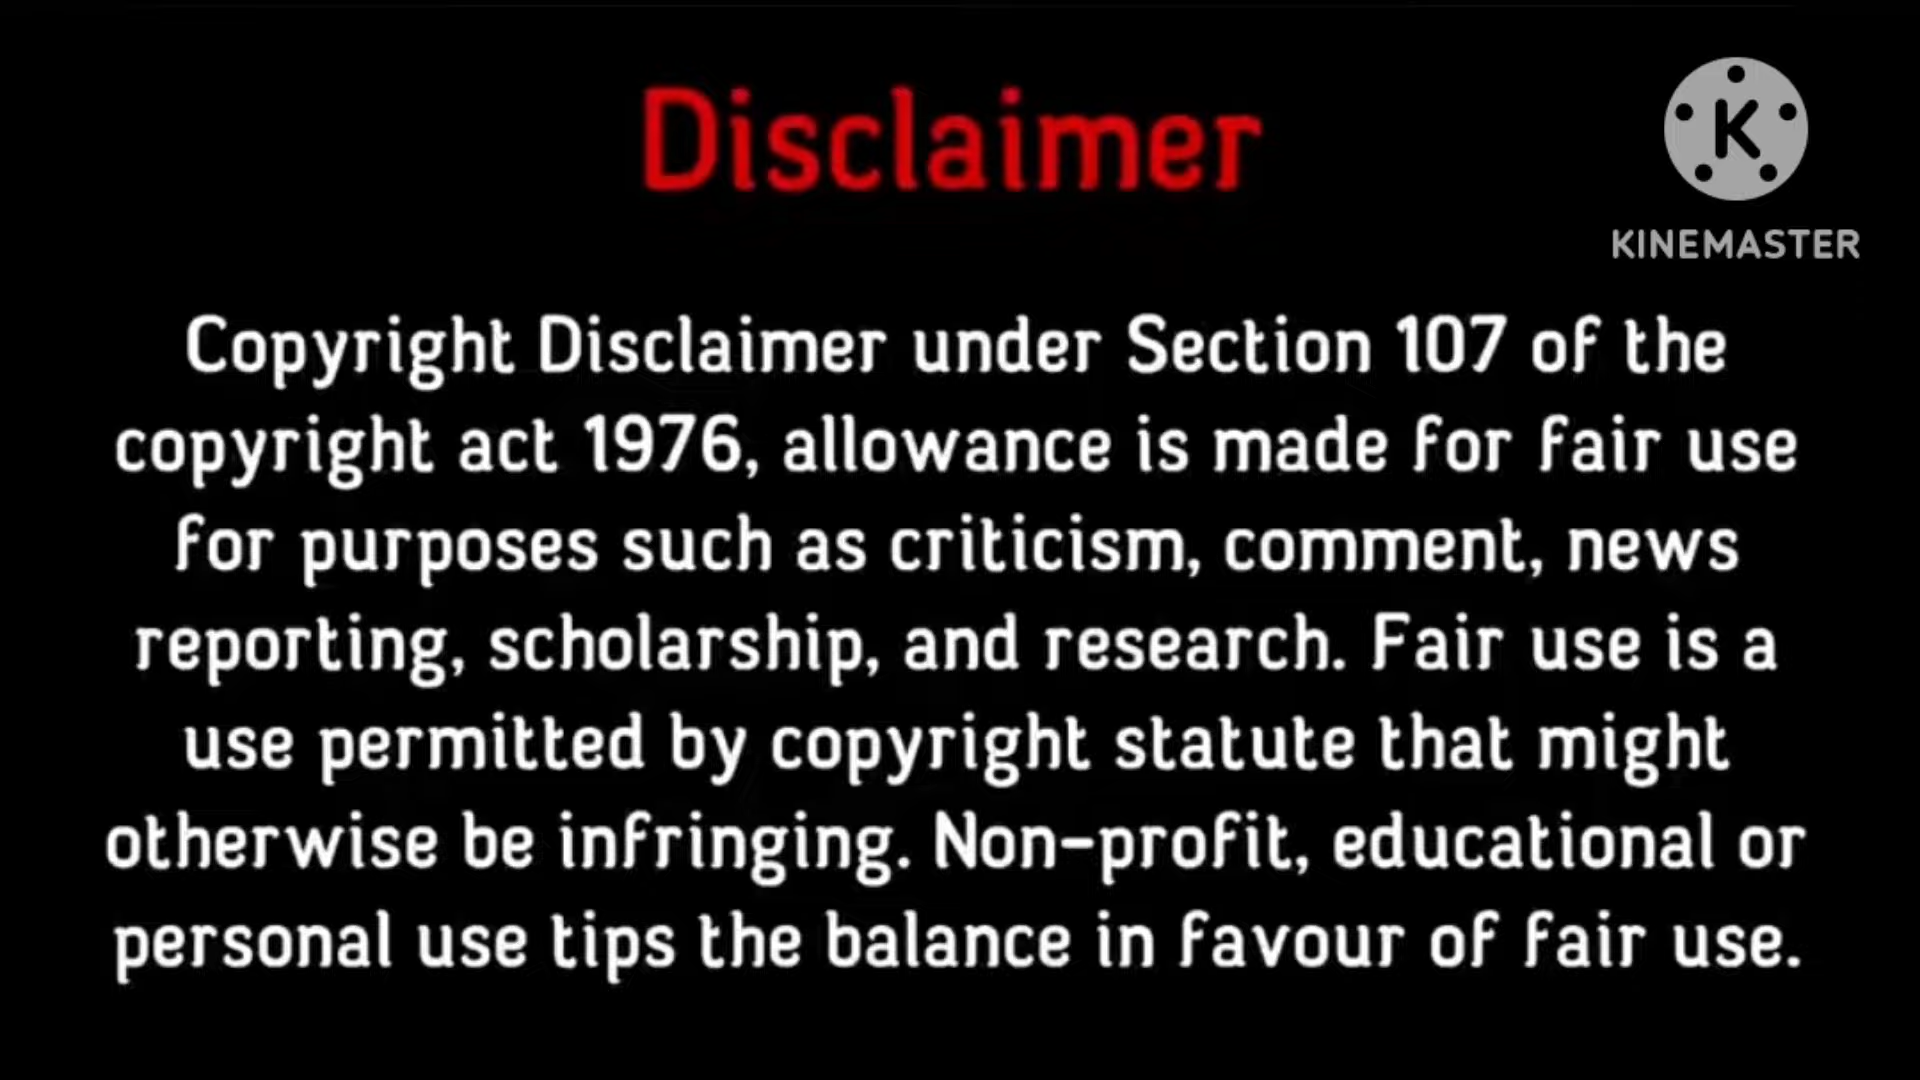 Disclaimer
K
KINEMASTER
Copyright Disclaimer under Section 107 of the
copyright act 1976, allowance is made for fair use
for purposes such as criticism, comment, news
reporting, scholarship, and research. Fair use is a
use permitted by copyright statute that might
otherwise be infringing. Non-profit, educational or
personal use tips the balance in favour of fair use.